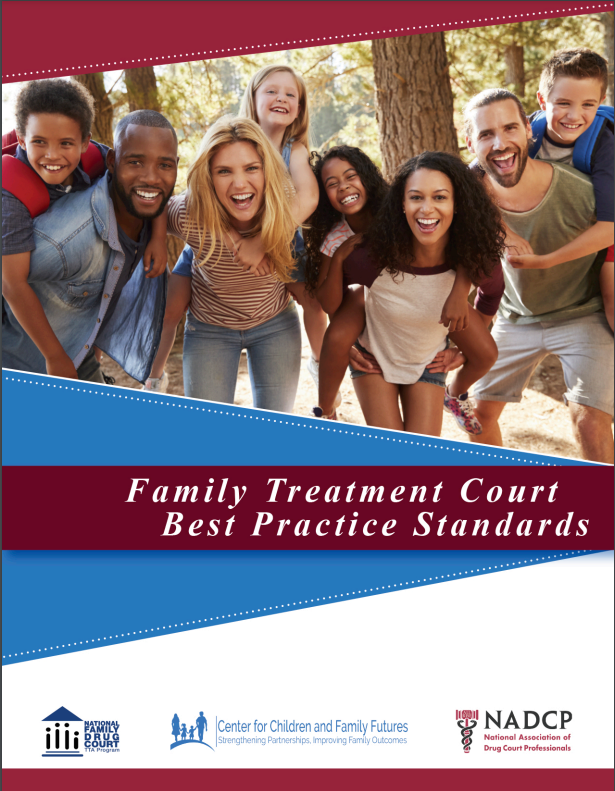 Family Treatment Court
Best Practice Standards
NATIONAL
FAMILY
DRUG
COURT
TTA Program
Center for Children and Family Futures
Strengthening Partnerships, Improving Family Outcomes
NADCP
National Association of
Drug Court Professionals